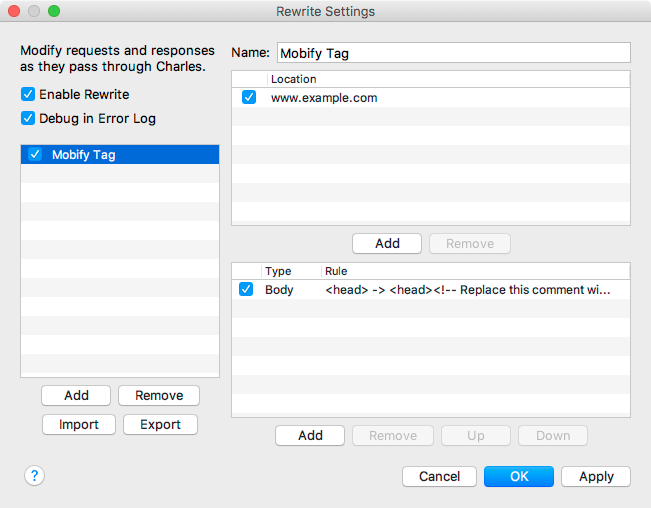 Rewrite Settings
Modify requests and responses
as they pass through Charles.
Enable Rewrite
Debug in Error Log
Mobify Tag
Add Remove
Import Export
Name: Mobify Tag
Location
www.example.com
Add Remove
Type Rule
Body <head> -> <head><!-- Replace this comment wi...
Add Remove Up Down
? Cancel OK Apply